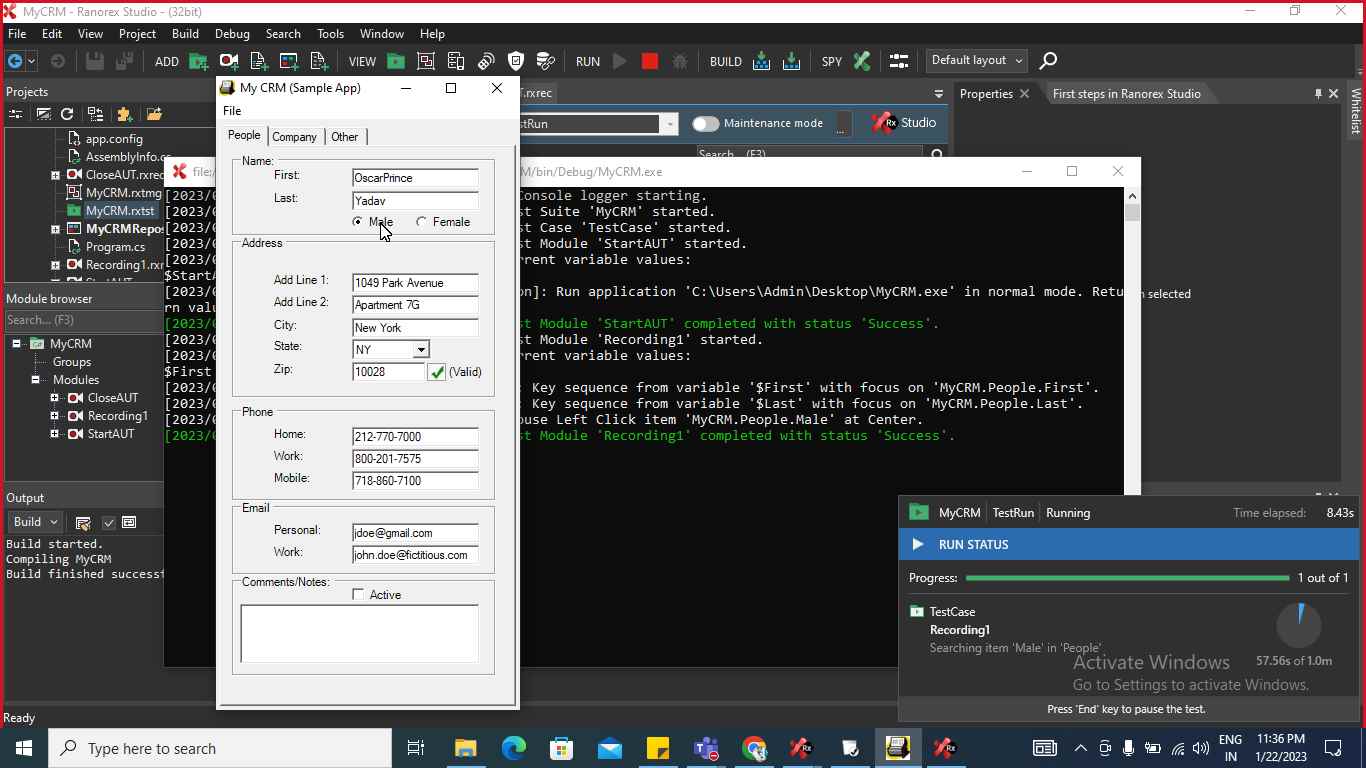 MyCRM - Ranorex Studio - (32bit)
File Edit View Project Build Debug Search Tools Window Help
ADD VIEW RUN BUILD SPY Default layout
Projects
app.config
AssemblyInfo.cs
CloseAUT.rxrec
MyCRM.rxtmg
MyCRM.rxtst
MyCRMRepos
Program.cs
Recording1.rxr
Module browser
Search... (F3)
MyCRM
Groups
Modules
CloseAUT
Recording1
StartAUT
Output
Build
Build started.
Compiling MyCRM
Build finished successf
Ready
My CRM (Sample App)
File
People Company Other
Name:
First: OscarPrince
Last: Yadav
Male Female
Address
Add Line 1: 1049 Park Avenue
Add Line 2: Apartment 7G
City: New York
State: NY
Zip: 10028 (Valid)
Phone
Home: 212-770-7000
Work: 800-201-7575
Mobile: 718-860-7100
Email
Personal: jdoe@gmail.com
Work: john.doe@fictitious.com
Comments/Notes:
Active
T.rxrec
stRun Maintenance mode ... Rx Studio
Search... (F3)
Properties First steps in Ranorex Studio
Whitelist
n selected
file:/ M/bin/Debug/MyCRM.exe
[2023/0 Console logger starting.
[2023/0 st Suite 'MyCRM' started.
[2023/0 st Case 'TestCase' started.
[2023/0 st Module 'StartAUT' started.
[2023/0 rrent variable values:
$StartA
[2023/0 on]: Run application 'C:\Users\Admin\Desktop\MyCRM.exe' in normal mode. Retu
rn valu
[2023/0 st Module 'StartAUT' completed with status 'Success'.
[2023/0 st Module 'Recording1' started.
[2023/0 rrent variable values:
$First
[2023/0 : Key sequence from variable '$First' with focus on 'MyCRM.People.First'.
[2023/0 : Key sequence from variable '$Last' with focus on 'MyCRM.People.Last'.
[2023/0 ouse Left Click item 'MyCRM.People.Male' at Center.
[2023/0 st Module 'Recording1' completed with status 'Success'.
MyCRM TestRun Running Time elapsed: 8.43s
RUN STATUS
Progress: 1 out of 1
TestCase
Recording1
Searching item 'Male' in 'People'
57.56s of 1.0m
Activate Windows
Go to Settings to activate Windows.
Press 'End' key to pause the test.
Type here to search
ENG
IN
11:36 PM
1/22/2023